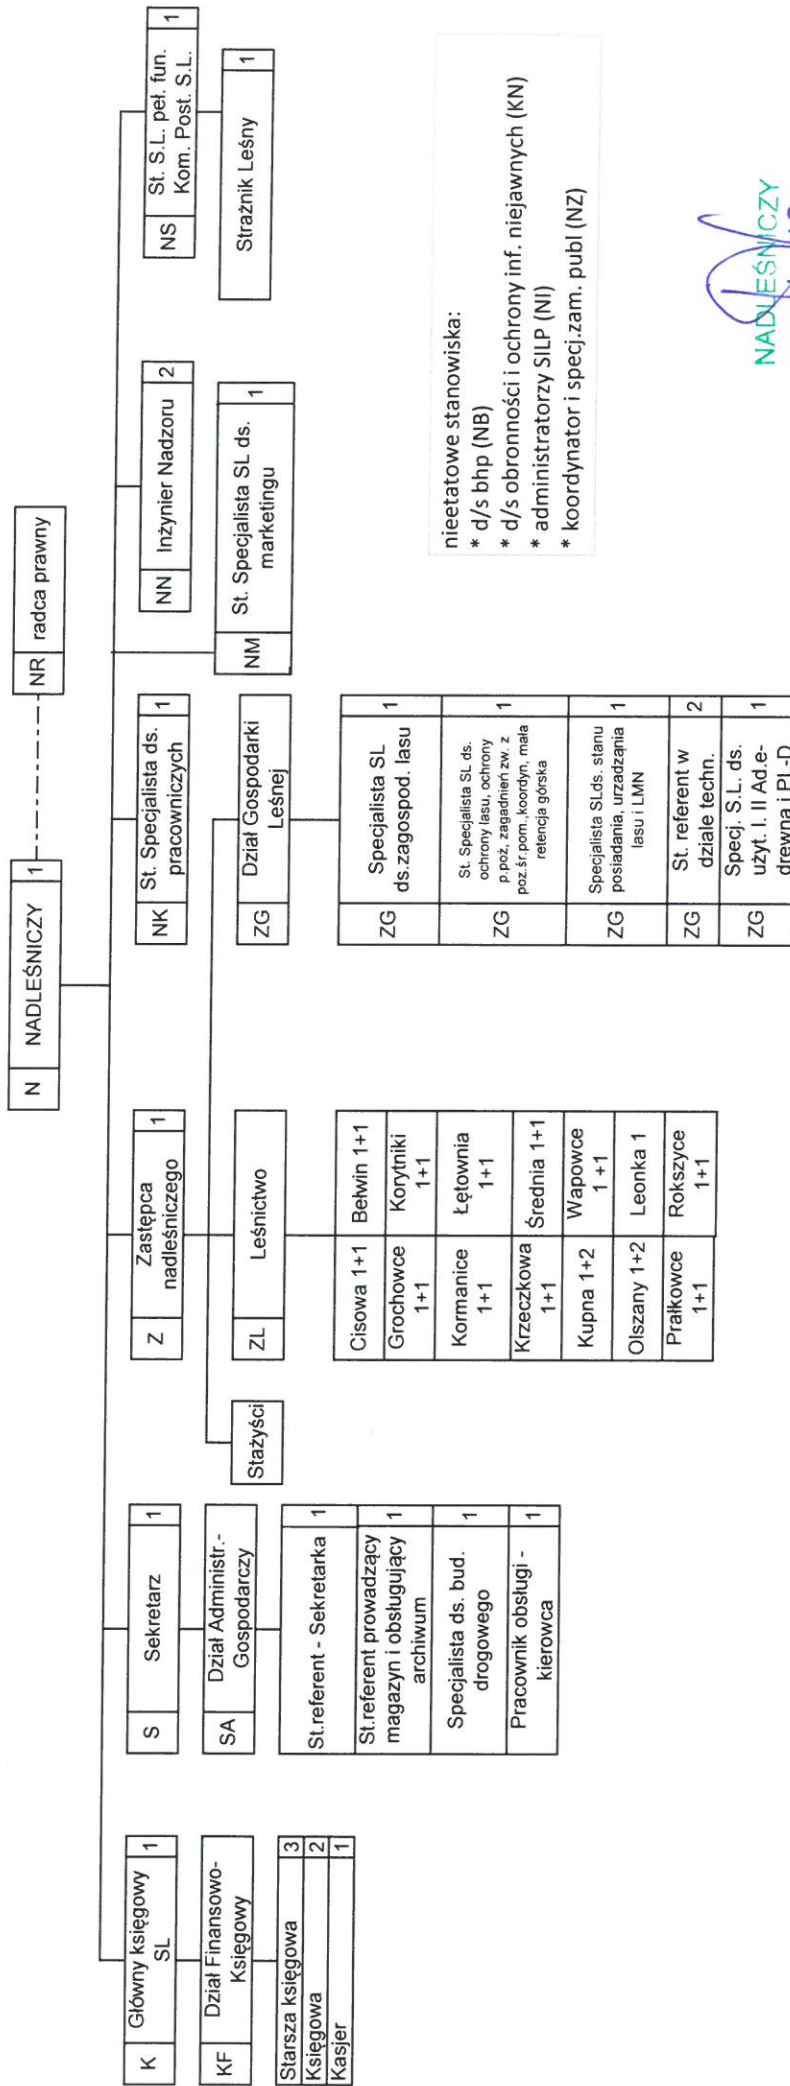 N NADLEŚNICZY 1
NR radca prawny
K Główny księgowy 1
SL
S Sekretarz 1
Z Zastępca 1
nadleśniczego
NK St. Specjalista ds. 1
pracowniczych
NN Inżynier Nadzoru 2
NS St. S.L. peł. fun. 1
Kom. Post. S.L.
KF Dział Finansowo-
Księgowy
SA Dział Administr.-
Gospodarczy
Stażyści
ZL Leśnictwo
ZG Dział Gospodarki
Leśnej
NM St. Specjalista SL ds. 1
marketingu
Strażnik Leśny 1
Starsza księgowa 3
Księgowa 2
Kasjer 1
St.referent - Sekretarka 1
St.referent prowadzący 1
magazyn i obsługujący
archiwum
Specjalista ds. bud. 1
drogowego
Pracownik obsługi - 1
kierowca
Cisowa 1+1 Bełwin 1+1
Grochowce Korytniki
1+1 1+1
Kormanice Łętownia
1+1 1+1
Krzeczkowa Średnia 1+1
1+1
Kupna 1+2 Wapowce
1 +1
Olszany 1+2 Leonka 1
Prałkowce Rokszyce
1+1 1+1
ZG Specjalista SL 1
ds.zagospod. lasu
ZG St. Specjalista SL ds. 1
ochrony lasu, ochrony
p.poż, zagadnień zw. z
poz.śr.pom.,koordyn, mała
retencja górska
ZG Specjalista SLds. stanu 1
posiadania, urzadząnia
lasu i LMN
ZG St. referent w 2
dziale techn.
ZG Specj. S.L. ds. 1
użyt. I. II Ad.e-
drewna i PL-D
nieetatowe stanowiska:
* d/s bhp (NB)
* d/s obronności i ochrony inf. niejawnych (KN)
* administratorzy SILP (NI)
* koordynator i specj.zam. publ (NZ)
NADLEŚNICZY